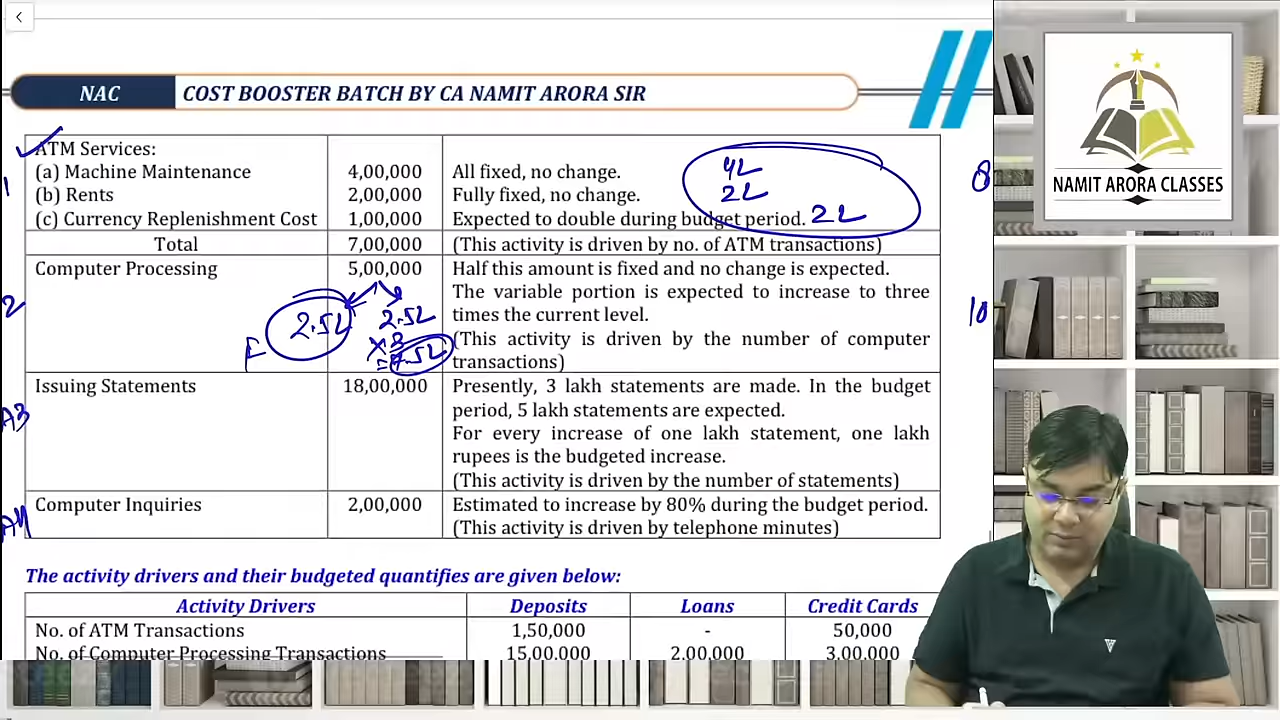 NAC COST BOOSTER BATCH BY CA NAMIT ARORA SIR
NAMIT ARORA CLASSES
ATM Services:
(a) Machine Maintenance 4,00,000 All fixed, no change. 4L
(b) Rents 2,00,000 Fully fixed, no change. 2L
(c) Currency Replenishment Cost 1,00,000 Expected to double during budget period. 2L
Total 7,00,000 (This activity is driven by no. of ATM transactions)
1
8
Computer Processing 5,00,000 Half this amount is fixed and no change is expected.
The variable portion is expected to increase to three
times the current level.
(This activity is driven by the number of computer
transactions)
2
10
F 2.5L 2.5L
×3
=7.5L
Issuing Statements 18,00,000 Presently, 3 lakh statements are made. In the budget
period, 5 lakh statements are expected.
For every increase of one lakh statement, one lakh
rupees is the budgeted increase.
(This activity is driven by the number of statements)
A3
Computer Inquiries 2,00,000 Estimated to increase by 80% during the budget period.
(This activity is driven by telephone minutes)
A4
The activity drivers and their budgeted quantifies are given below:
Activity Drivers Deposits Loans Credit Cards
No. of ATM Transactions 1,50,000 - 50,000
No. of Computer Processing Transactions 15,00,000 2,00,000 3,00,000